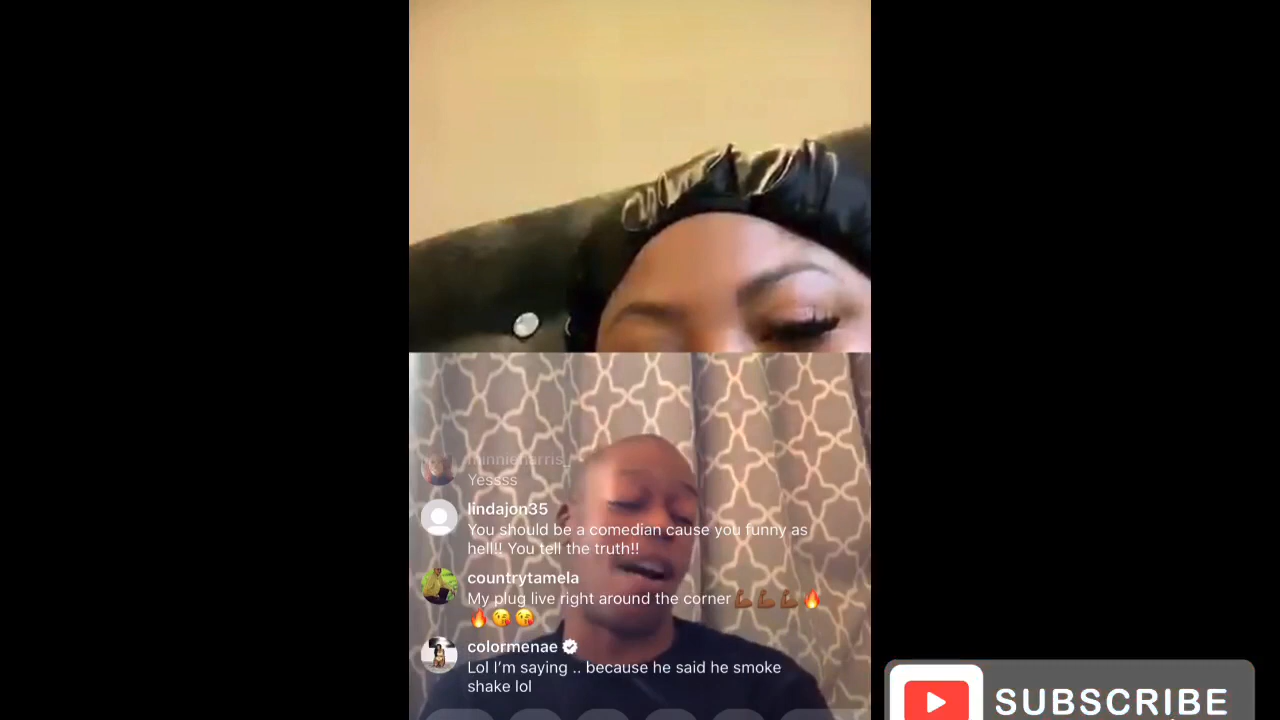 minnieharris_
Yessss
lindajon35
You should be a comedian cause you funny as
hell!! You tell the truth!!
countrytamela
My plug live right around the corner💪🏾💪🏾💪🏾🔥
🔥😘😘
colormenae
Lol I’m saying .. because he said he smoke
shake lol
SUBSCRIBE